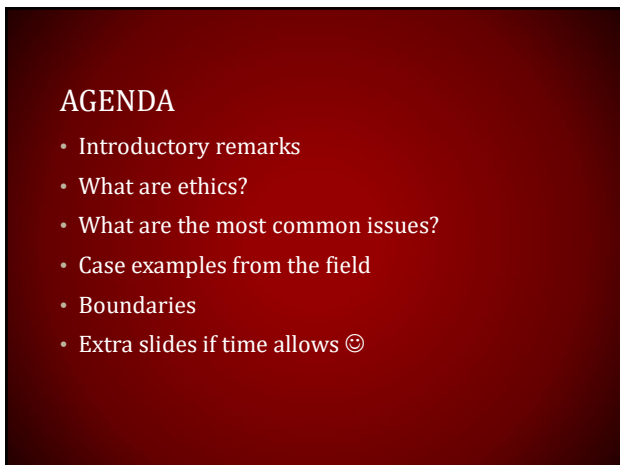 AGENDA
• Introductory remarks
• What are ethics?
• What are the most common issues?
• Case examples from the field
• Boundaries
• Extra slides if time allows ☺